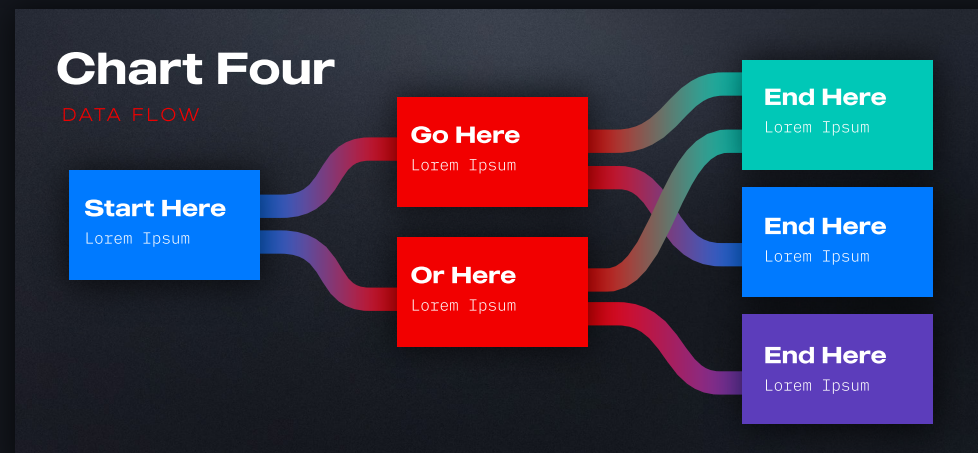 Chart Four
DATA FLOW
Start Here
Lorem Ipsum
Go Here
Lorem Ipsum
Or Here
Lorem Ipsum
End Here
Lorem Ipsum
End Here
Lorem Ipsum
End Here
Lorem Ipsum